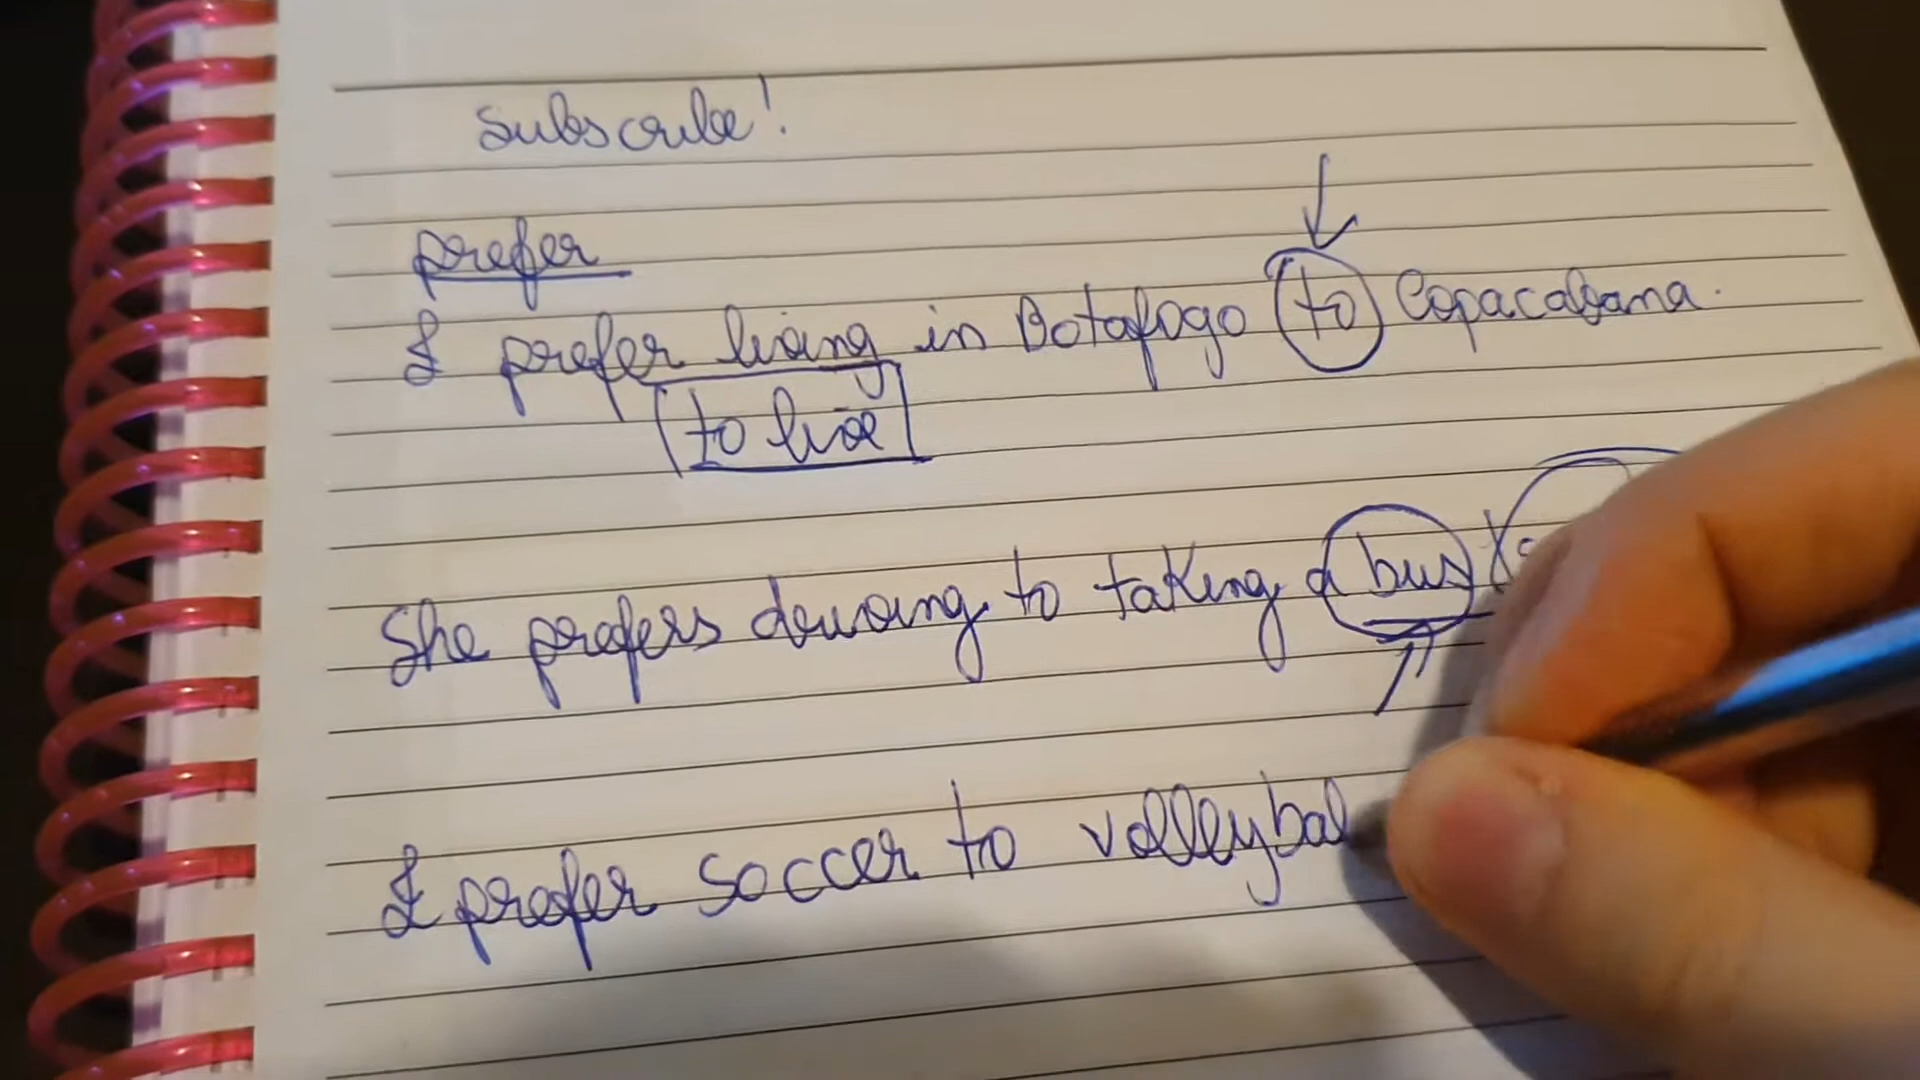 Subscribe!
prefer
I prefer living in Botafogo to Copacabana.
to live
She prefers driving to taking a bus
I prefer soccer to volleybal